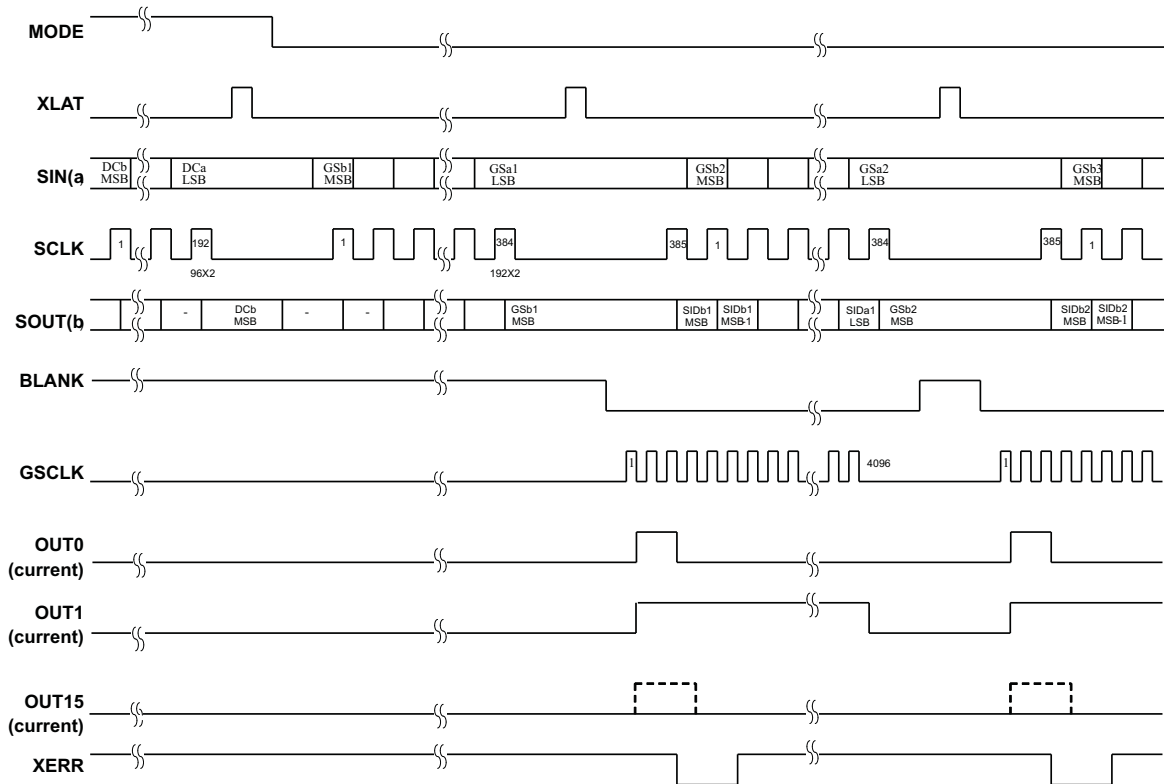 MODE
XLAT
SIN(a
DCb
MSB
DCa
LSB
GSb1
MSB
GSa1
LSB
GSb2
MSB
GSa2
LSB
GSb3
MSB
SCLK
1
192
1
384
385
1
384
385
1
96X2
192X2
SOUT(b
-
DCb
MSB
-
-
GSb1
MSB
SIDb1
MSB
SIDb1
MSB-1
SIDa1
LSB
GSb2
MSB
SIDb2
MSB
SIDb2
MSB-1
BLANK
GSCLK
1
4096
1
OUT0
(current)
OUT1
(current)
OUT15
(current)
XERR